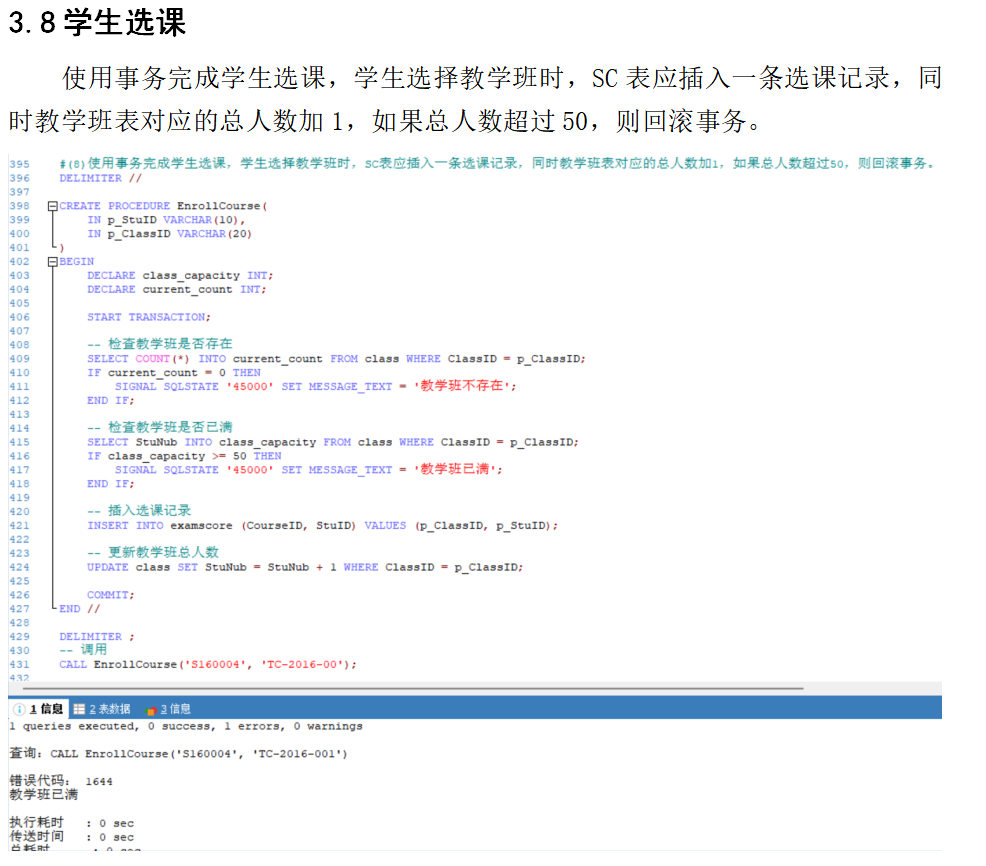 3.8 学生选课
使用事务完成学生选课，学生选择教学班时，SC 表应插入一条选课记录，同
时教学班表对应的总人数加 1，如果总人数超过 50，则回滚事务。
395 #(8)使用事务完成学生选课，学生选择教学班时，SC表应插入一条选课记录，同时教学班表对应的总人数加1，如果总人数超过50，则回滚事务。
396 DELIMITER //
397
398 CREATE PROCEDURE EnrollCourse(
399 IN p_StuID VARCHAR(10),
400 IN p_ClassID VARCHAR(20)
401 )
402 BEGIN
403 DECLARE class_capacity INT;
404 DECLARE current_count INT;
405
406 START TRANSACTION;
407
408 -- 检查教学班是否存在
409 SELECT COUNT(*) INTO current_count FROM class WHERE ClassID = p_ClassID;
410 IF current_count = 0 THEN
411 SIGNAL SQLSTATE '45000' SET MESSAGE_TEXT = '教学班不存在';
412 END IF;
413
414 -- 检查教学班是否已满
415 SELECT StuNub INTO class_capacity FROM class WHERE ClassID = p_ClassID;
416 IF class_capacity >= 50 THEN
417 SIGNAL SQLSTATE '45000' SET MESSAGE_TEXT = '教学班已满';
418 END IF;
419
420 -- 插入选课记录
421 INSERT INTO examscore (CourseID, StuID) VALUES (p_ClassID, p_StuID);
422
423 -- 更新教学班总人数
424 UPDATE class SET StuNub = StuNub + 1 WHERE ClassID = p_ClassID;
425
426 COMMIT;
427 END //
428
429 DELIMITER ;
430 -- 调用
431 CALL EnrollCourse('S160004', 'TC-2016-00');
432
1 信息 2 表数据 3 信息
1 queries executed, 0 success, 1 errors, 0 warnings
查询：CALL EnrollCourse('S160004', 'TC-2016-001')
错误代码： 1644
教学班已满
执行耗时 : 0 sec
传送时间 : 0 sec
总耗时 : 0 sec